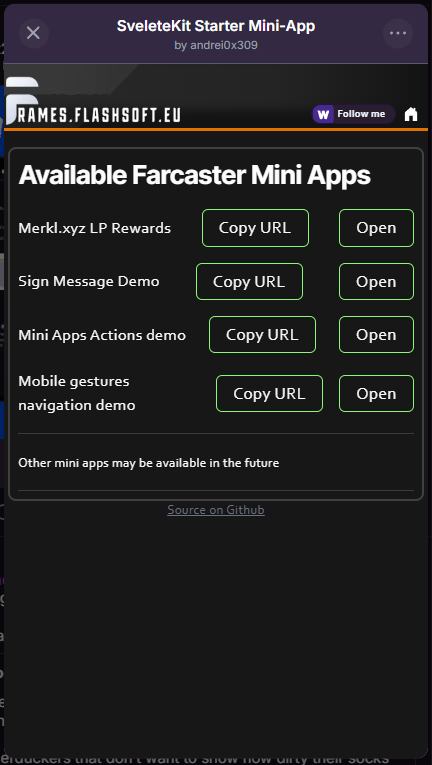 SveleteKit Starter Mini-App
by andrei0x309
FRAMES.FLASHSOFT.EU
W Follow me
Available Farcaster Mini Apps
Merkl.xyz LP Rewards Copy URL Open
Sign Message Demo Copy URL Open
Mini Apps Actions demo Copy URL Open
Mobile gestures
navigation demo Copy URL Open
Other mini apps may be available in the future
Source on Github
that don't want to show how dirty their socks